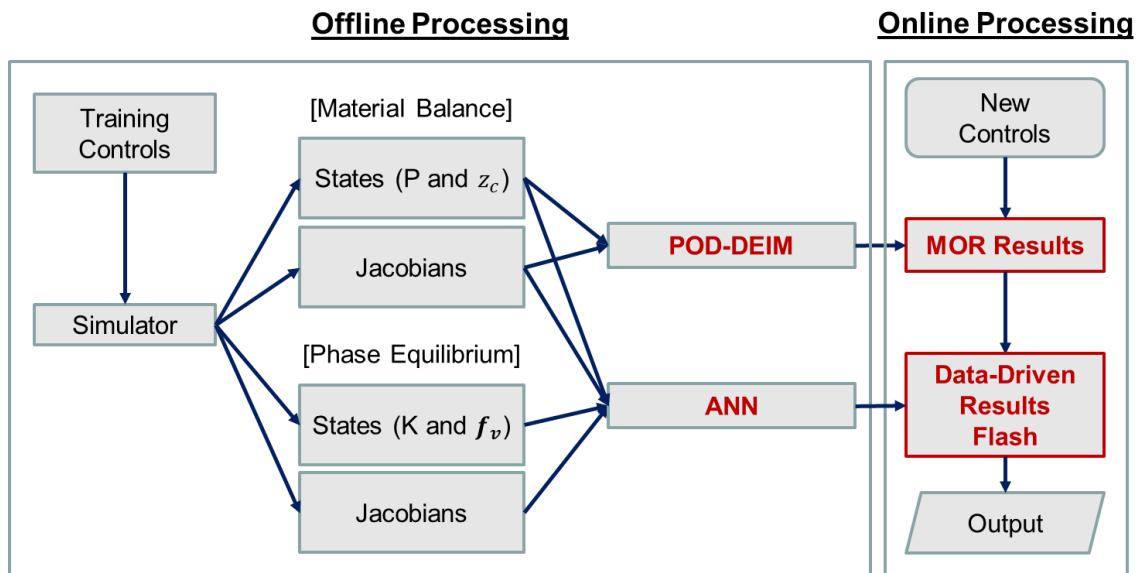 Offline Processing
Online Processing
Training
Controls
Simulator
[Material Balance]
States (P and z_c)
Jacobians
[Phase Equilibrium]
States (K and f_v)
Jacobians
POD-DEIM
ANN
New
Controls
MOR Results
Data-Driven
Results
Flash
Output